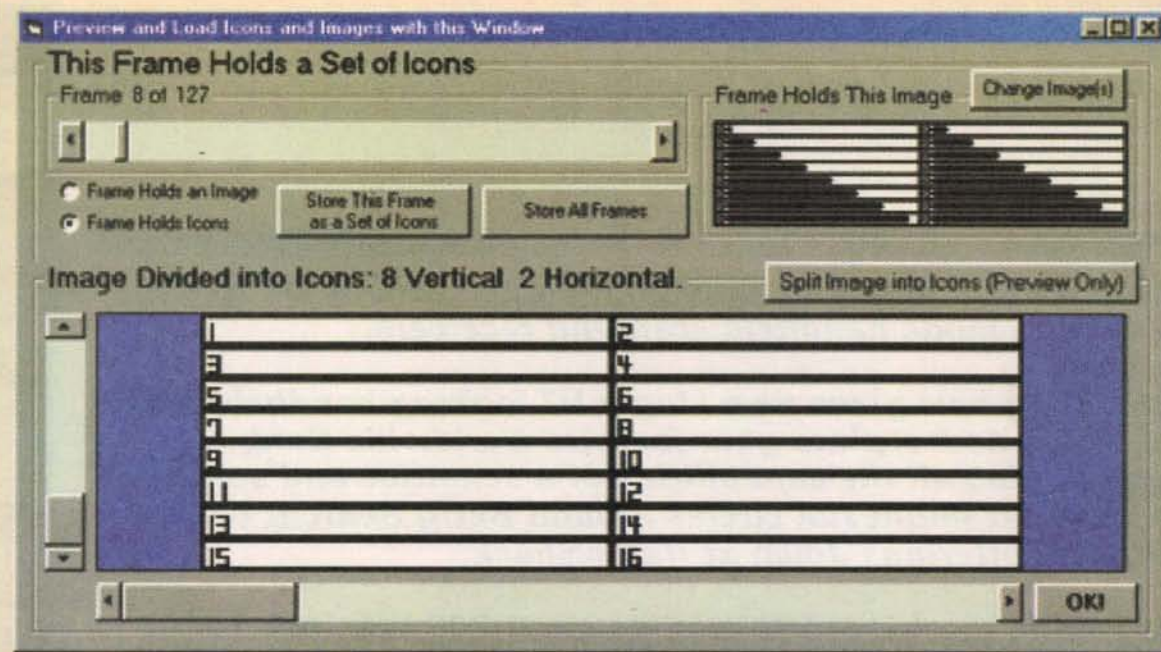 Preview and Load Icons and Images with this Window
This Frame Holds a Set of Icons
Frame 8 of 127
Frame Holds This Image
Change Image(s)
Frame Holds an Image
Frame Holds Icons
Store This Frame
as a Set of Icons
Store All Frames
Image Divided into Icons: 8 Vertical 2 Horizontal.
Split Image into Icons (Preview Only)
1 2
3 4
5 6
7 8
9 10
11 12
13 14
15 16
OK!